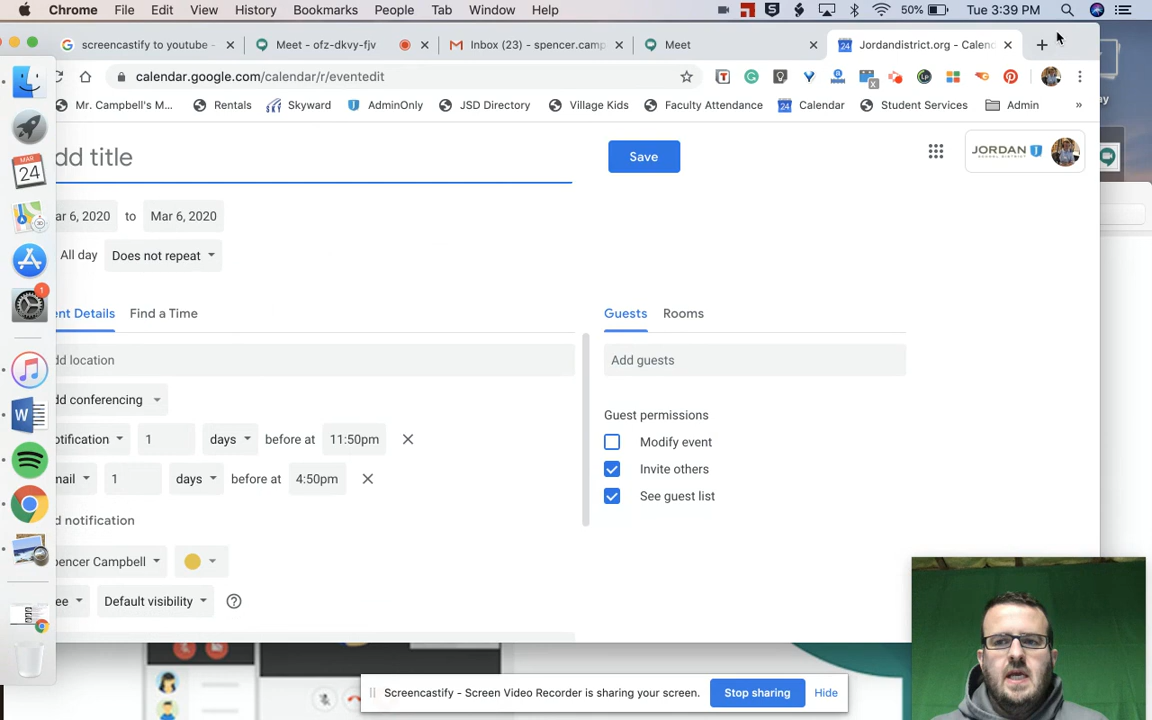 Chrome File Edit View History Bookmarks People Tab Window Help 50% Tue 3:39 PM
screencastify to youtube - Meet - ofz-dkvy-fjv Inbox (23) - spencer.camp Meet Jordandistrict.org - Calend
calendar.google.com/calendar/r/eventedit
Mr. Campbell's M... Rentals Skyward AdminOnly JSD Directory Village Kids Faculty Attendance Calendar Student Services Admin »
dd title Save JORDAN
ar 6, 2020 to Mar 6, 2020
All day Does not repeat
ent Details Find a Time Guests Rooms
dd location Add guests
dd conferencing
Guest permissions
otification 1 days before at 11:50pm Modify event
Invite others
mail 1 days before at 4:50pm
See guest list
d notification
pencer Campbell
ee Default visibility
Screencastify - Screen Video Recorder is sharing your screen. Stop sharing Hide
MAR
24
1
W
ay